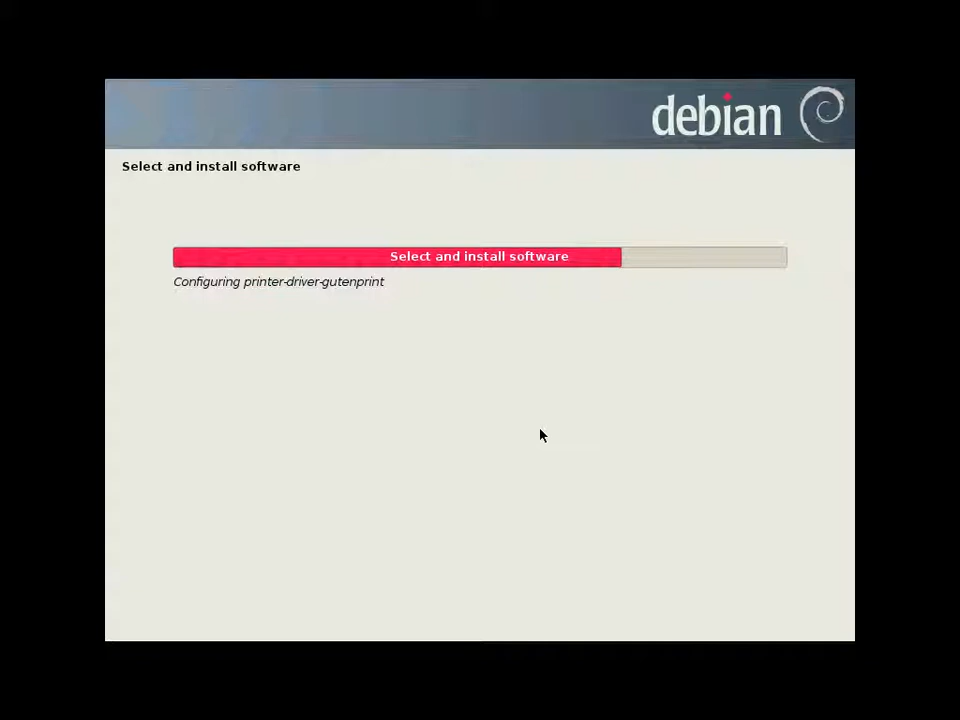 debian
Select and install software
Select and install software
Configuring printer-driver-gutenprint